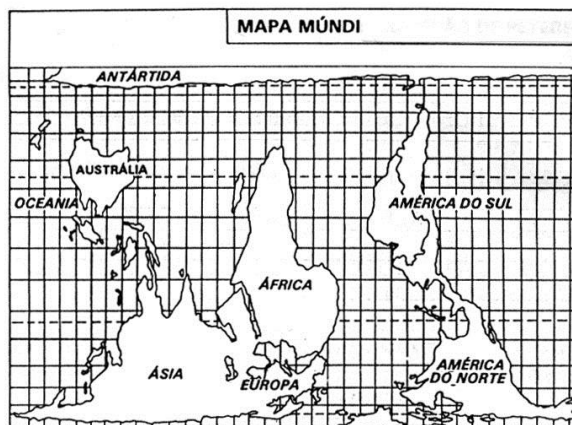 MAPA MÚNDI
ANTÁRTIDA
AUSTRÁLIA
OCEANIA
AMÉRICA DO SUL
ÁFRICA
ÁSIA
EUROPA
AMÉRICA
DO NORTE